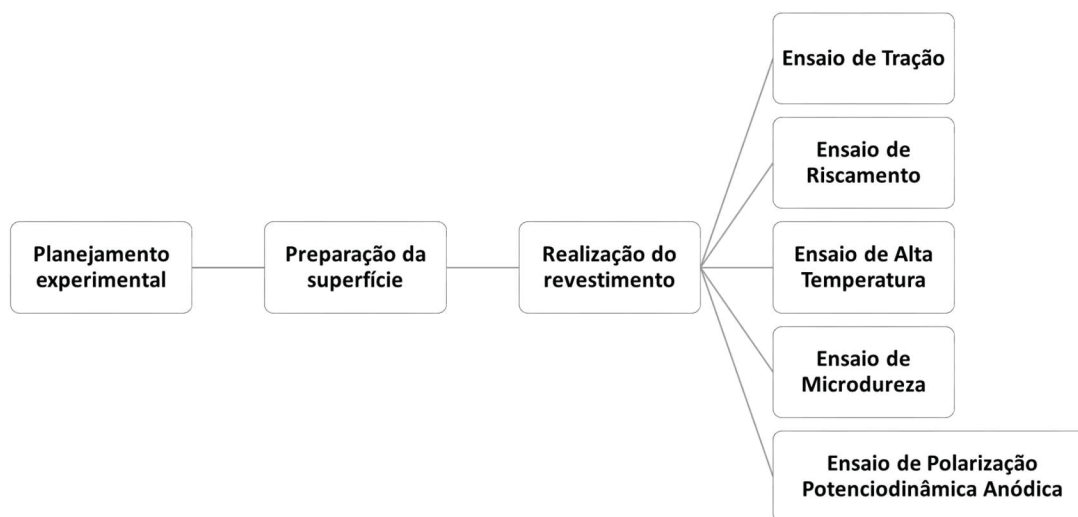 Planejamento
experimental
Preparação da
superfície
Realização do
revestimento
Ensaio de Tração
Ensaio de
Riscamento
Ensaio de Alta
Temperatura
Ensaio de
Microdureza
Ensaio de Polarização
Potenciodinâmica Anódica